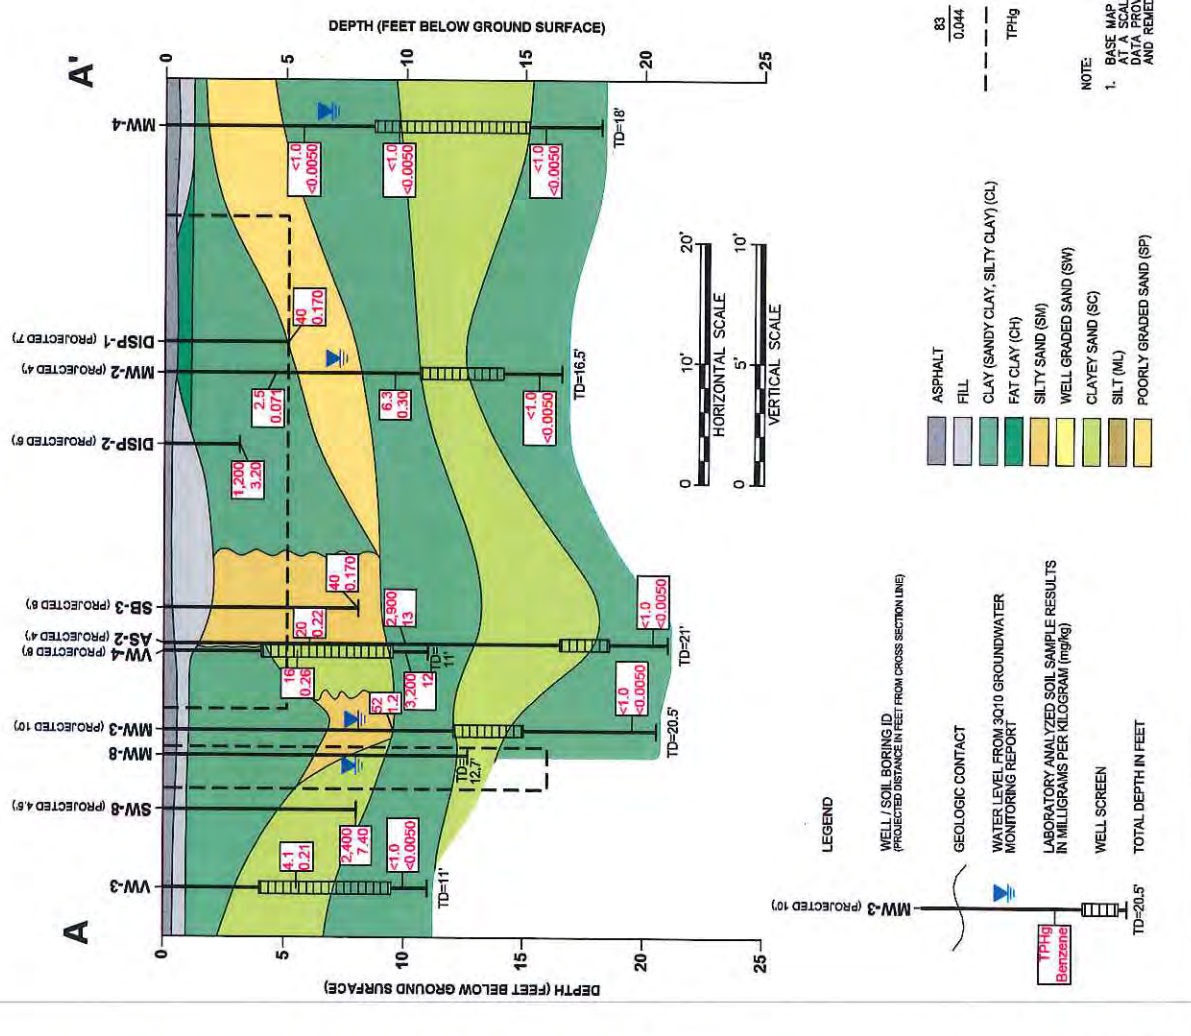 DEPTH (FEET BELOW GROUND SURFACE)
0
5
10
15
20
25
A'
MW-4
<1.0
<0.0050
<1.0
<0.0050
<1.0
<0.0050
TD=18'
DISP-1 (PROJECTED 7')
40
0.170
MW-2 (PROJECTED 4')
2.5
0.071
6.3
0.30
<1.0
<0.0050
TD=16.5'
DISP-2 (PROJECTED 6')
1,200
3.20
SB-3 (PROJECTED 8')
40
0.170
AS-2 (PROJECTED 4')
20
0.22
2,900
13
<1.0
<0.0050
TD=21'
VW-4 (PROJECTED 8')
16
0.26
3,200
12
TD=
11'
MW-3 (PROJECTED 10')
52
1.2
<1.0
<0.0050
TD=20.5'
MW-8
TD=
12.7'
SW-8 (PROJECTED 4.5')
2,400
7.40
VW-3
4.1
0.21
<1.0
<0.0050
TD=11'
A
0
5
10
15
20
25
DEPTH (FEET BELOW GROUND SURFACE)
0
10'
20'
HORIZONTAL SCALE
0
5'
10'
VERTICAL SCALE
LEGEND
MW-3 (PROJECTED 10')
WELL / SOIL BORING ID
(PROJECTED DISTANCE IN FEET FROM CROSS SECTION LINE)
GEOLOGIC CONTACT
WATER LEVEL FROM 3Q10 GROUNDWATER
MONITORING REPORT
TPHg
Benzene
LABORATORY ANALYZED SOIL SAMPLE RESULTS
IN MILLIGRAMS PER KILOGRAM (mg/kg)
WELL SCREEN
TD=20.5'
TOTAL DEPTH IN FEET
ASPHALT
FILL
CLAY (SANDY CLAY, SILTY CLAY) (CL)
FAT CLAY (CH)
SILTY SAND (SM)
WELL GRADED SAND (SW)
CLAYEY SAND (SC)
SILT (ML)
POORLY GRADED SAND (SP)
83
0.044
TPHg
NOTE:
1. BASE MAP
AT A SCAL
DATA PROV
AND REMED